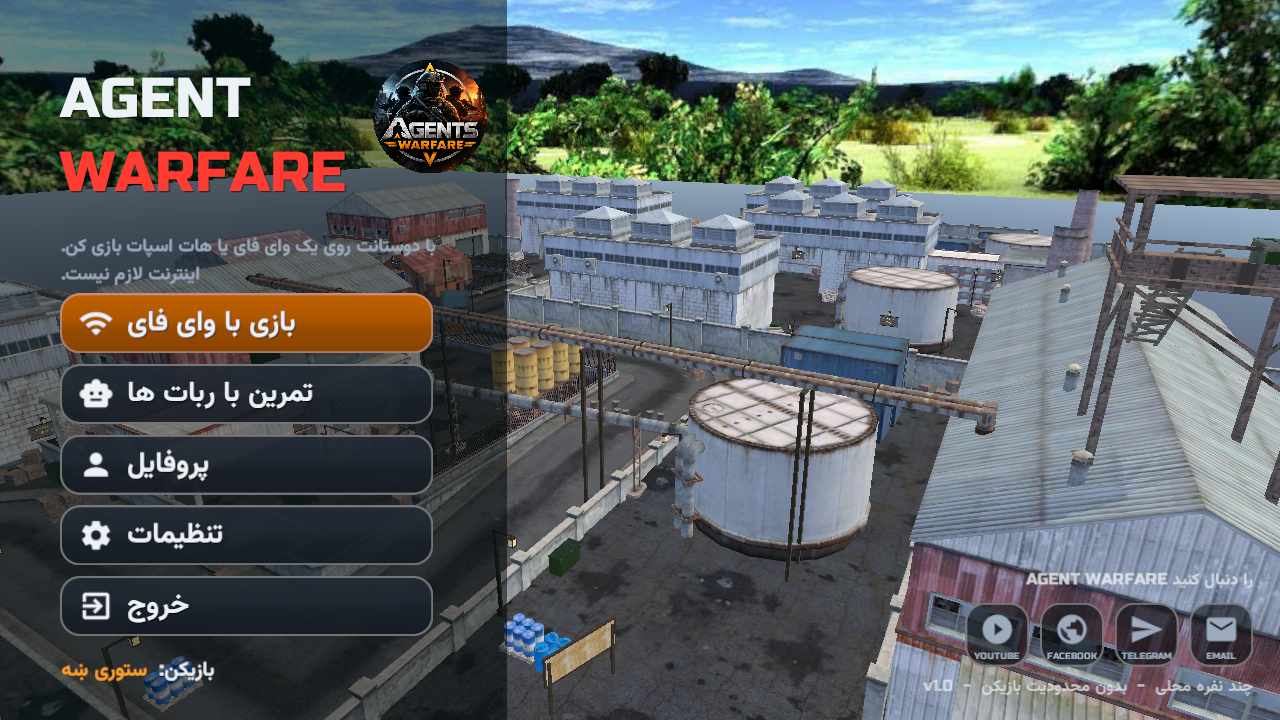 AGENT
WARFARE
AGENTS
WARFARE
با دوستانت روی یک وای فای یا هات اسپات بازی کن.
اینترنت لازم نیست.
بازی با وای فای
تمرین با ربات ها
پروفایل
تنظیمات
خروج
بازیکن: ستوری ښه
AGENT WARFARE را دنبال کنید
YOUTUBE
FACEBOOK
TELEGRAM
EMAIL
چند نفره محلی - بدون محدودیت بازیکن - v1.0